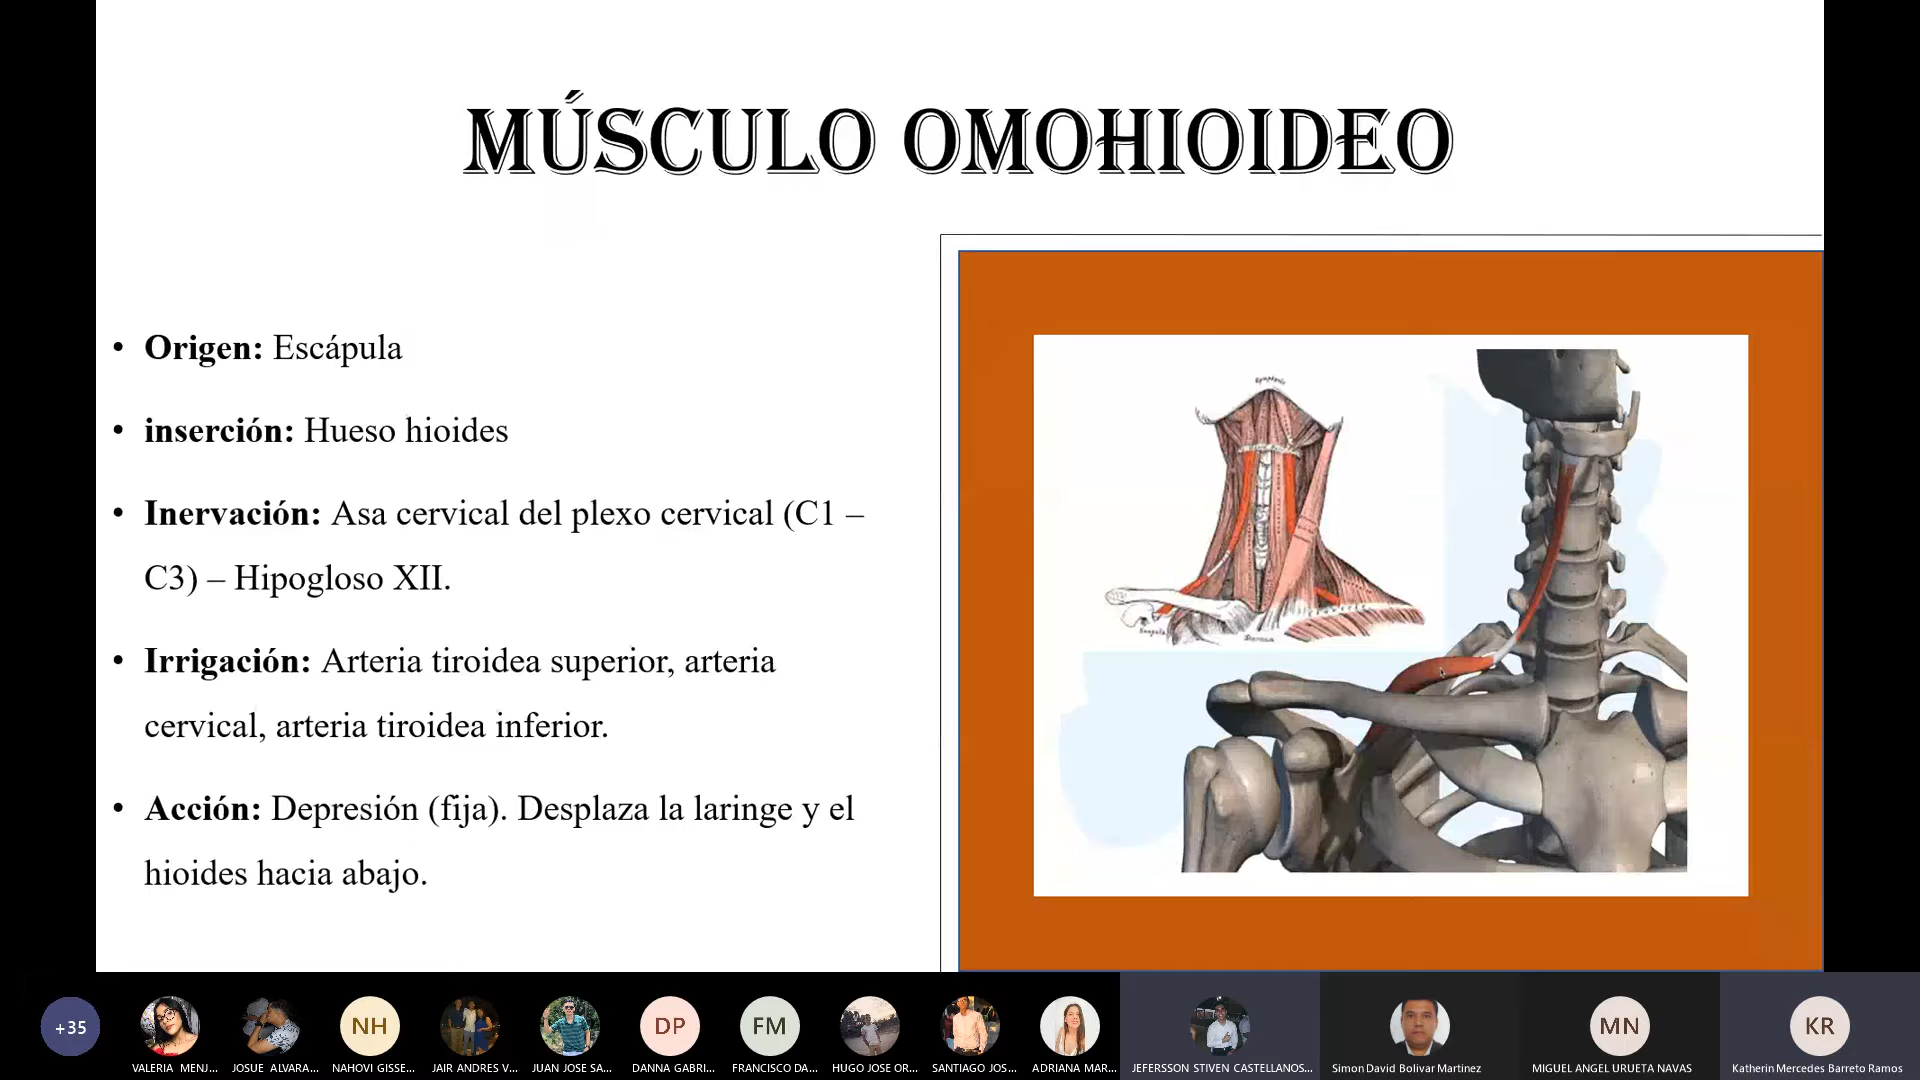 MÚSCULO OMOHIOIDEO
• Origen: Escápula
• inserción: Hueso hioides
• Inervación: Asa cervical del plexo cervical (C1 –
C3) – Hipogloso XII.
• Irrigación: Arteria tiroidea superior, arteria
cervical, arteria tiroidea inferior.
• Acción: Depresión (fija). Desplaza la laringe y el
hioides hacia abajo.
+35
NH
DP
FM
MN
KR
VALERIA MENJ...
JOSUE ALVARA...
NAHOVI GISSE...
JAIR ANDRES V...
JUAN JOSE SA...
DANNA GABRI...
FRANCISCO DA...
HUGO JOSE OR...
SANTIAGO JOS...
ADRIANA MAR...
JEFERSSON STIVEN CASTELLANOS...
Simon David Bolivar Martinez
MIGUEL ANGEL URUETA NAVAS
Katherin Mercedes Barreto Ramos